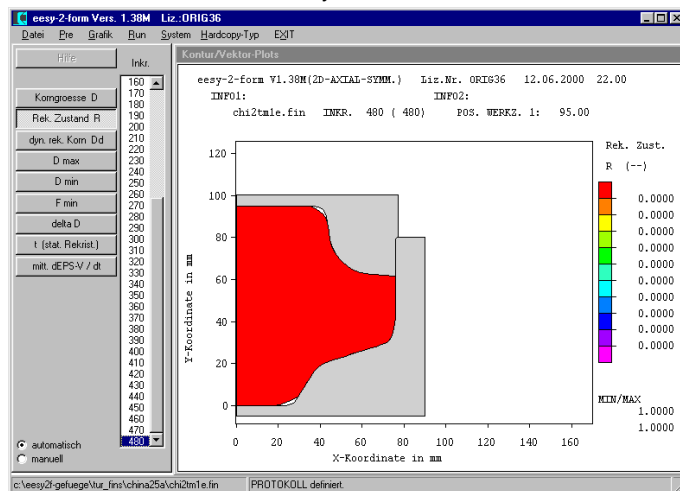 eesy-2-form Vers. 1.38M Liz.:ORIG36
Datei Pre Grafik Run System Hardcopy-Typ EXIT
Hilfe
Inkr.
Kontur/Vektor-Plots
160
170
180
190
200
210
220
230
240
250
260
270
280
290
300
310
320
330
340
350
360
370
380
390
400
410
420
430
440
450
460
470
480
Korngroesse D
Rek. Zustand R
dyn. rek. Korn Dd
D max
D min
F min
delta D
t (stat. Rekrist.)
mitt. dEPS-V / dt
automatisch
manuell
eesy-2-form V1.38M(2D-AXIAL-SYMM.) Liz.Nr. ORIG36 12.06.2000 22.00
INFO1: INFO2:
chi2tm1e.fin INKR. 480 ( 480) POS. WERKZ. 1: 95.00
Rek. Zust.
R (--)
0.0000
0.0000
0.0000
0.0000
0.0000
0.0000
0.0000
0.0000
0.0000
MIN/MAX
1.0000
1.0000
120
100
80
60
40
20
0
Y-Koordinate in mm
0 20 40 60 80 100 120 140 160
X-Koordinate in mm
c:\eesy2f-gefuege\tur_fins\china25a\chi2tm1e.fin PROTOKOLL definiert.